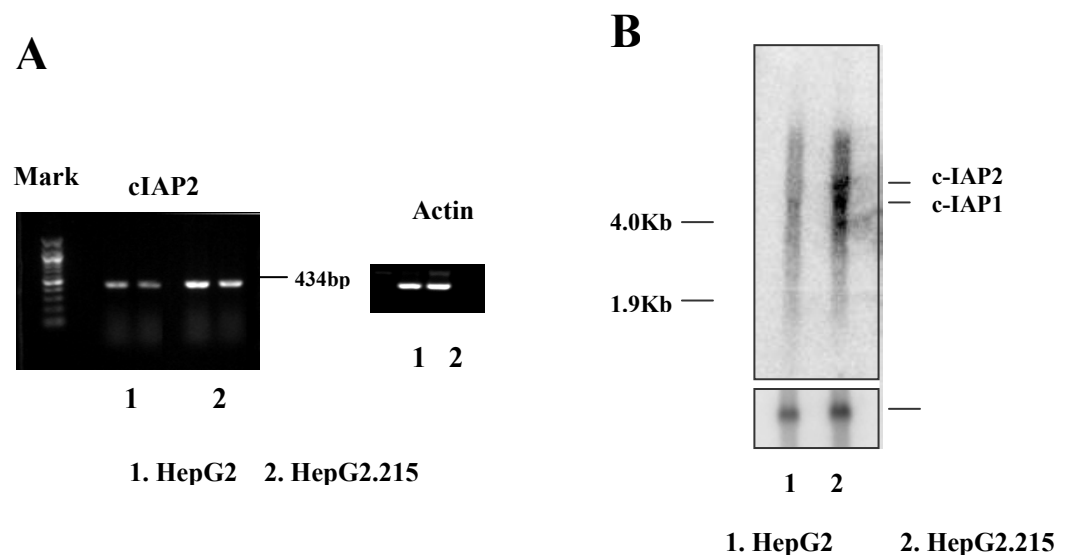 A
Mark
cIAP2
434bp
Actin
1 2
1 2
1. HepG2 2. HepG2.215
B
c-IAP2
c-IAP1
4.0Kb
1.9Kb
1 2
1. HepG2 2. HepG2.215